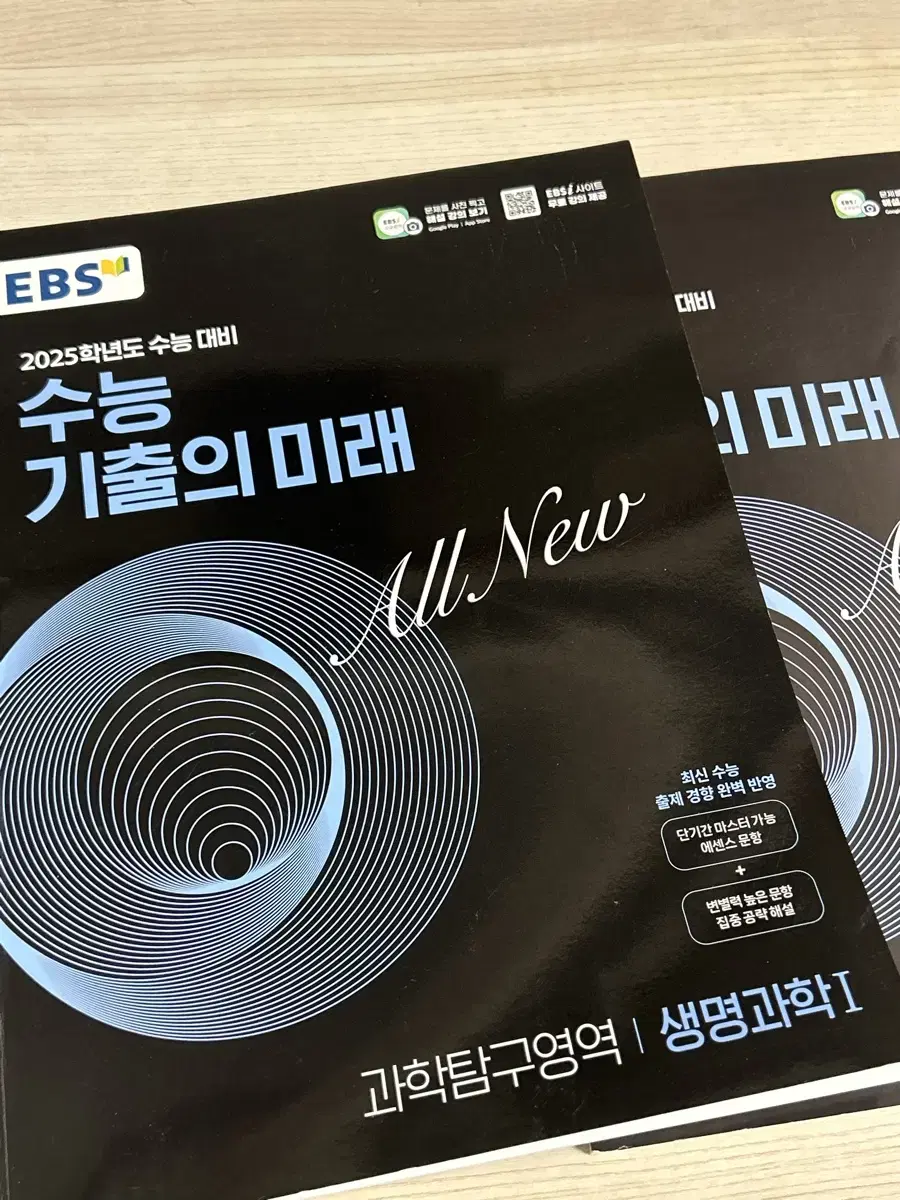 문제를 사진 찍고
해설 강의 보기
Google Play | App Store
EBSi 사이트
무료 강의 제공
EBS
2025학년도 수능 대비
수능
기출의 미래
All New
최신 수능
출제 경향 완벽 반영
단기간 마스터 가능
에센스 문항
+
변별력 높은 문항
집중 공략 해설
과학탐구영역 | 생명과학 I
대비
의 미래